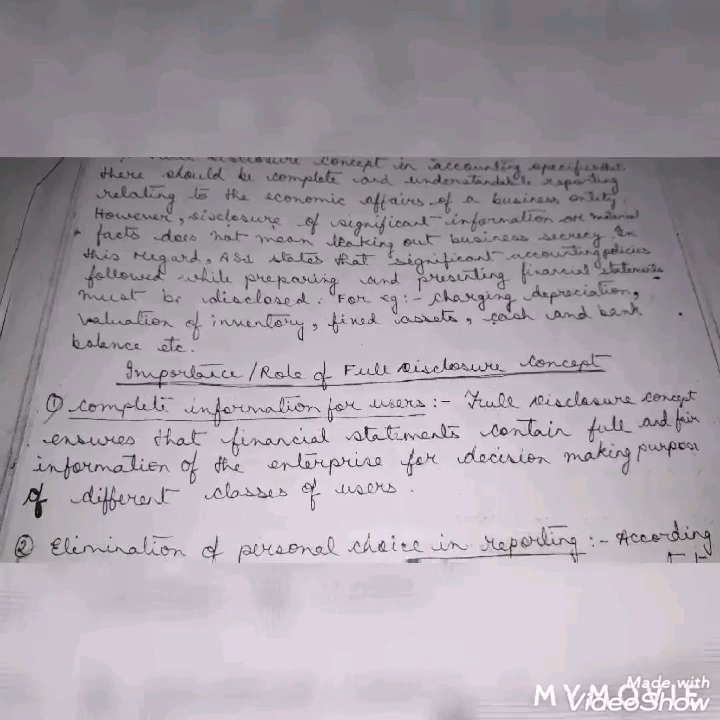 disclosure concept in accounting specifies that
there should be complete and understandable reporting
relating to the economic affairs of a business entity.
However, disclosure of significant information or material
facts does not mean leaking out business secrecy. In
this regard, AS-1 states that significant accounting policies
followed while preparing and presenting financial statements
must be disclosed. For eg:- charging depreciation,
valuation of inventory, fixed assets, cash and bank
balance etc.
Importance/Role of Full Disclosure Concept
① Complete information for users:- Full Disclosure concept
ensures that financial statements contain full and fair
information of the enterprise for decision making purpose
of different classes of users.
② Elimination of personal choice in reporting:- According
Made with
MYMOVIE
VideoShow